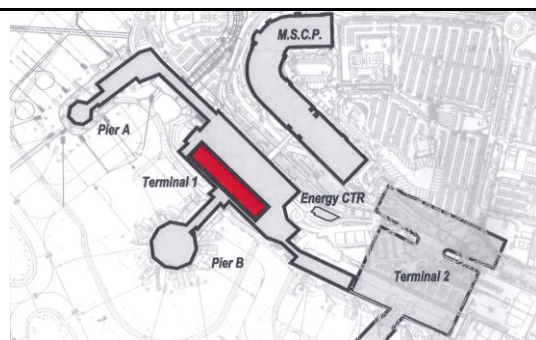 M.S.C.P.
Pier A
Terminal 1
Energy CTR
Pier B
Terminal 2